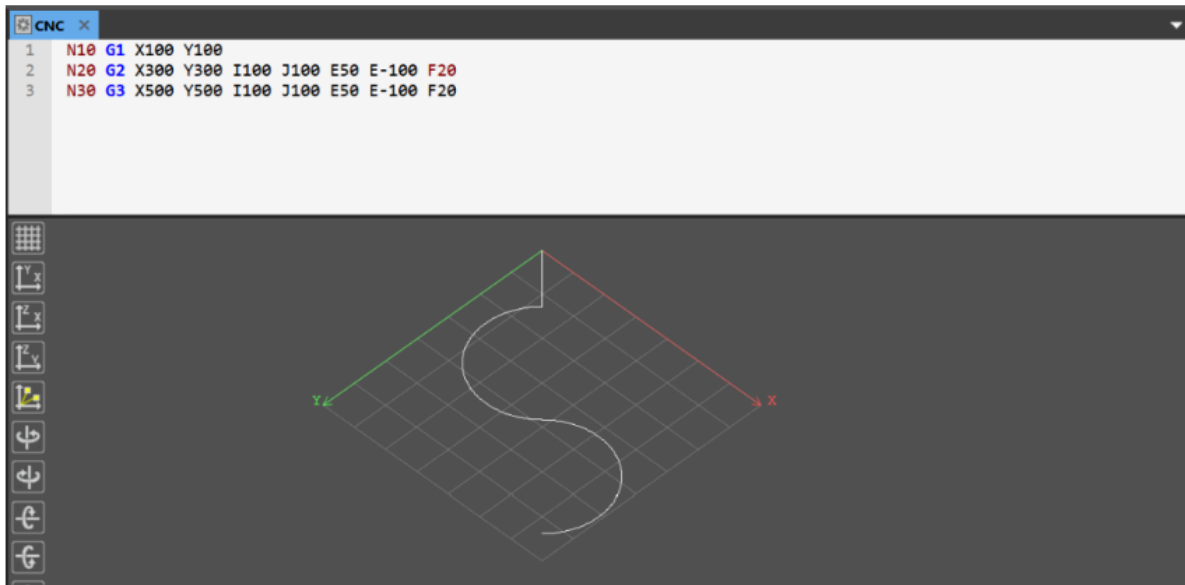 CNC
1 N10 G1 X100 Y100
2 N20 G2 X300 Y300 I100 J100 E50 E-100 F20
3 N30 G3 X500 Y500 I100 J100 E50 E-100 F20
Y X
Z X
Z Y
Y
X